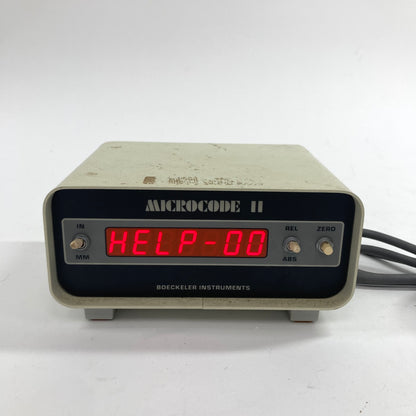 MICROCODE II
IN
MM
HELP-00
REL
ABS
ZERO
BOECKELER INSTRUMENTS